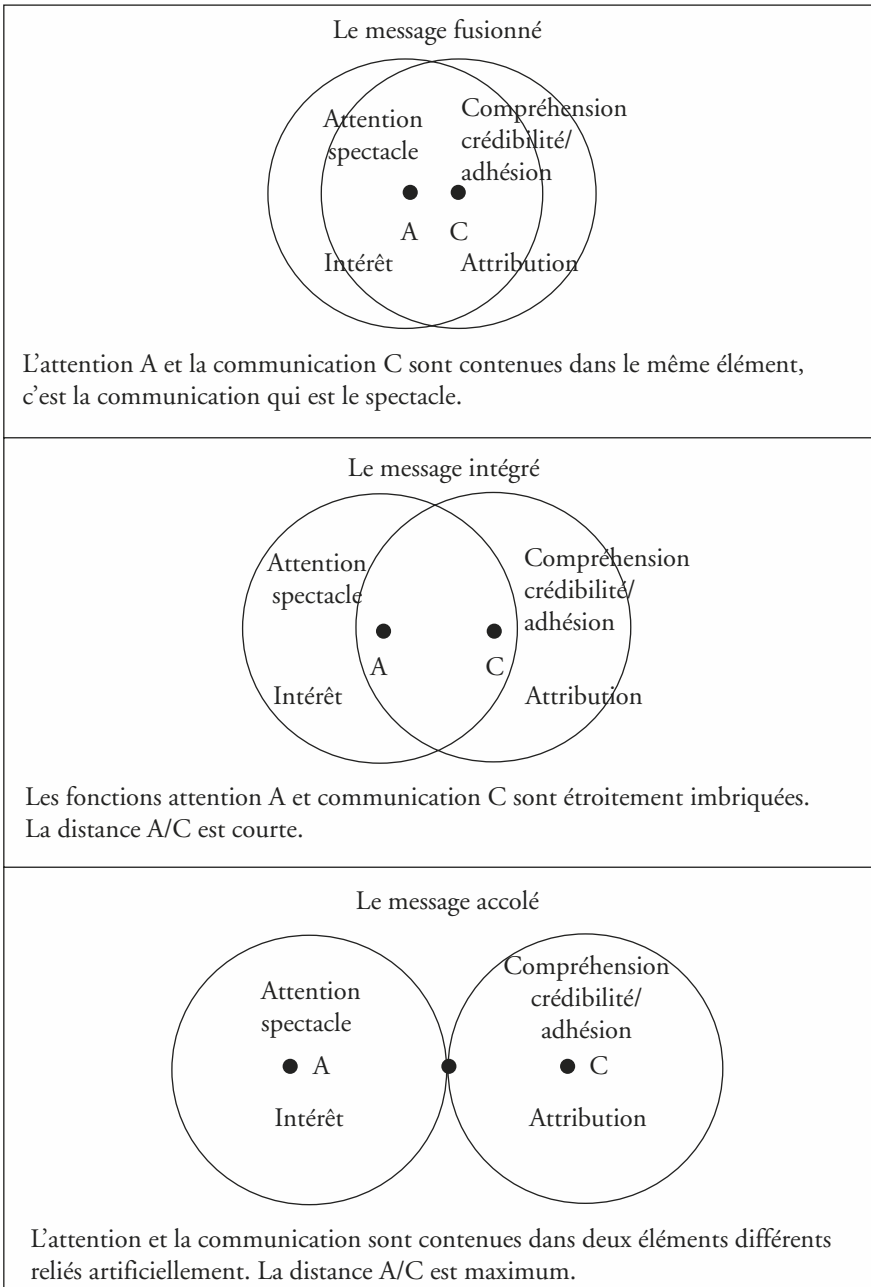 Le message fusionné
Attention
spectacle
Compréhension
crédibilité/
adhésion
A
C
Intérêt
Attribution
L'attention A et la communication C sont contenues dans le même élément,
c'est la communication qui est le spectacle.
Le message intégré
Attention
spectacle
Compréhension
crédibilité/
adhésion
A
C
Intérêt
Attribution
Les fonctions attention A et communication C sont étroitement imbriquées.
La distance A/C est courte.
Le message accolé
Attention
spectacle
Compréhension
crédibilité/
adhésion
A
C
Intérêt
Attribution
L'attention et la communication sont contenues dans deux éléments différents
reliés artificiellement. La distance A/C est maximum.